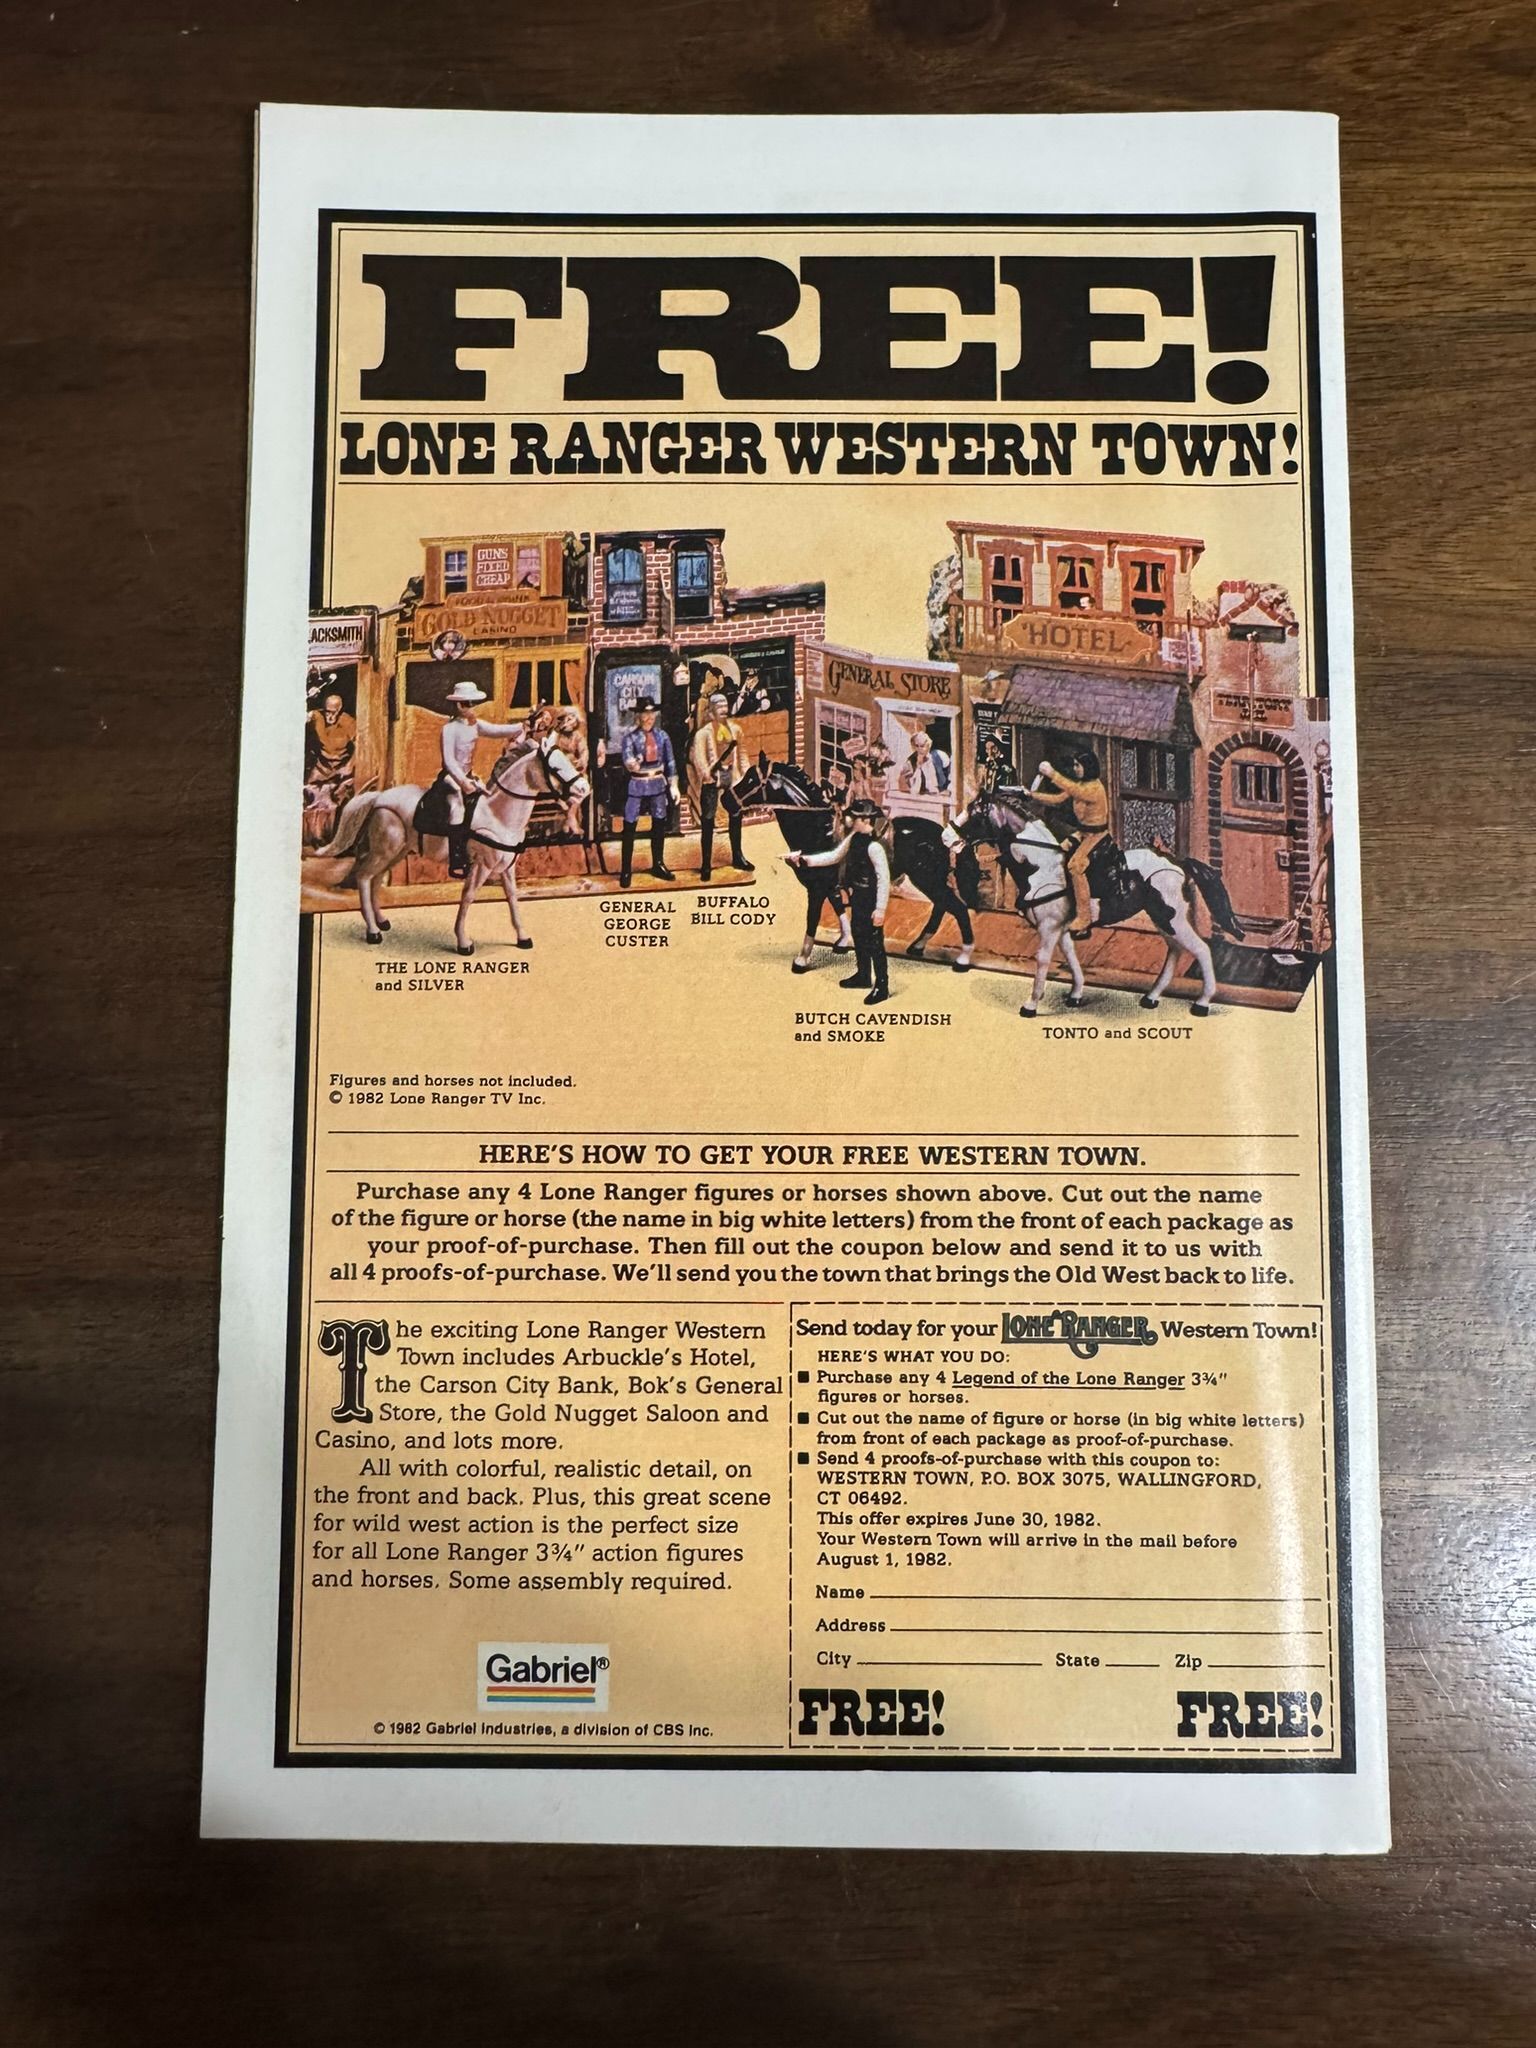 FREE!
LONE RANGER WESTERN TOWN!
GUNS
FIXED
CHEAP
GOLD NUGGET
CASINO
ACKSMITH
CARSON
CITY
GENERAL STORE
HOTEL
THE LONE RANGER
and SILVER
GENERAL
GEORGE
CUSTER
BUFFALO
BILL CODY
BUTCH CAVENDISH
and SMOKE
TONTO and SCOUT
Figures and horses not included.
© 1982 Lone Ranger TV Inc.
HERE'S HOW TO GET YOUR FREE WESTERN TOWN.
Purchase any 4 Lone Ranger figures or horses shown above. Cut out the name
of the figure or horse (the name in big white letters) from the front of each package as
your proof-of-purchase. Then fill out the coupon below and send it to us with
all 4 proofs-of-purchase. We'll send you the town that brings the Old West back to life.
The exciting Lone Ranger Western
Town includes Arbuckle's Hotel,
the Carson City Bank, Bok's General
Store, the Gold Nugget Saloon and
Casino, and lots more.
All with colorful, realistic detail, on
the front and back. Plus, this great scene
for wild west action is the perfect size
for all Lone Ranger 3¾" action figures
and horses. Some assembly required.
Gabriel®
© 1982 Gabriel Industries, a division of CBS Inc.
Send today for your LONE RANGER Western Town!
HERE'S WHAT YOU DO:
■ Purchase any 4 Legend of the Lone Ranger 3¾"
figures or horses.
■ Cut out the name of figure or horse (in big white letters)
from front of each package as proof-of-purchase.
■ Send 4 proofs-of-purchase with this coupon to:
WESTERN TOWN, P.O. BOX 3075, WALLINGFORD,
CT 06492.
This offer expires June 30, 1982.
Your Western Town will arrive in the mail before
August 1, 1982.
Name
Address
City State Zip
FREE! FREE!